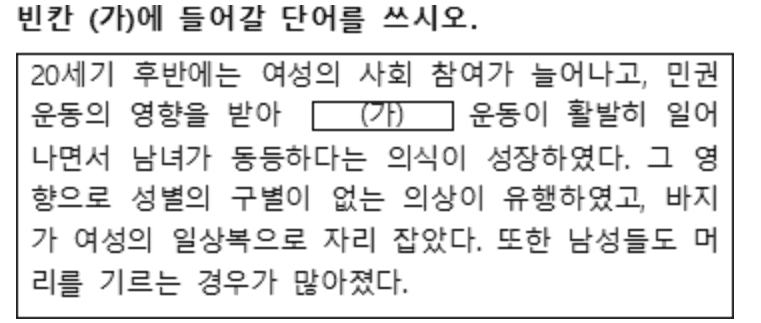 빈칸 (가)에 들어갈 단어를 쓰시오.
20세기 후반에는 여성의 사회 참여가 늘어나고, 민권
운동의 영향을 받아 (가) 운동이 활발히 일어
나면서 남녀가 동등하다는 의식이 성장하였다. 그 영
향으로 성별의 구별이 없는 의상이 유행하였고, 바지
가 여성의 일상복으로 자리 잡았다. 또한 남성들도 머
리를 기르는 경우가 많아졌다.